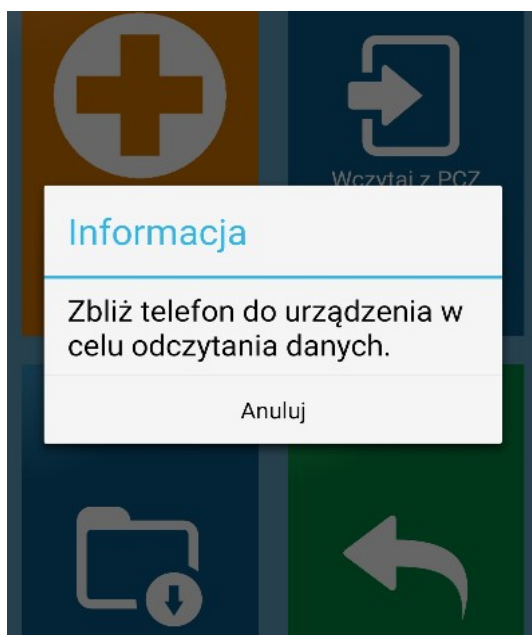 Wczytaj z PCZ
Informacja
Zbliż telefon do urządzenia w
celu odczytania danych.
Anuluj